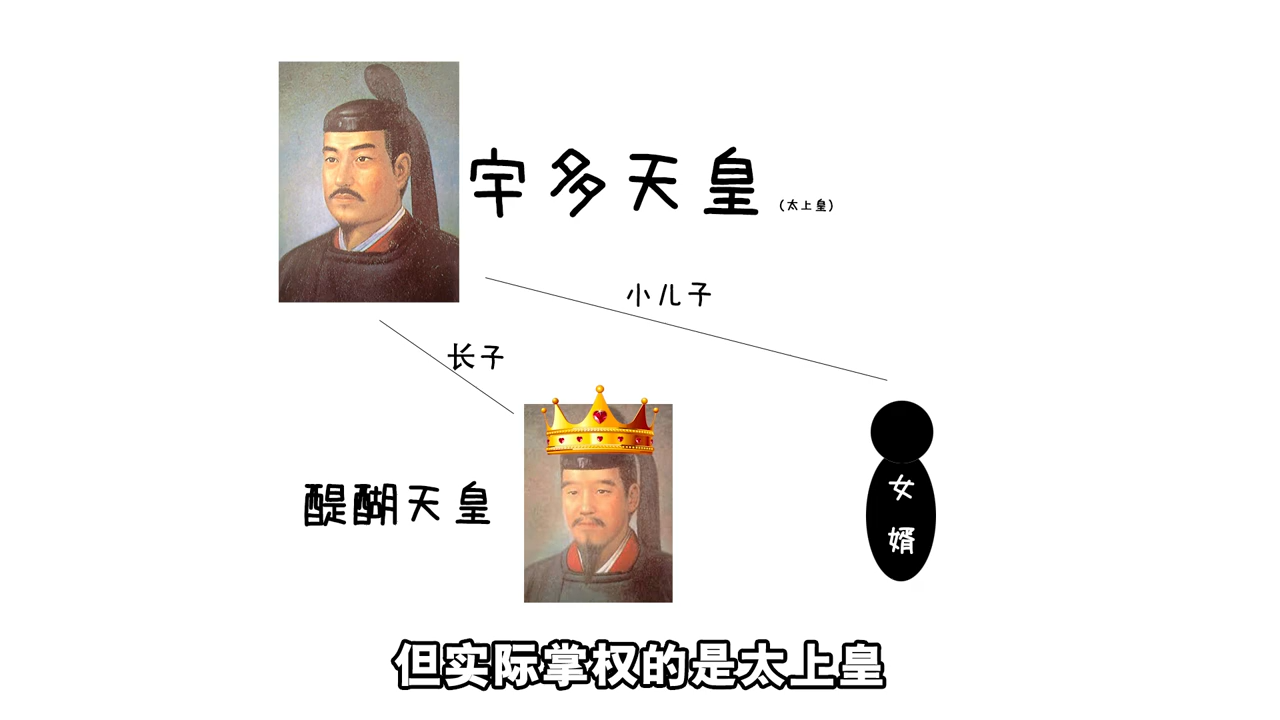 宇多天皇（太上皇）
小儿子
长子
醍醐天皇
女
婿
但实际掌权的是太上皇